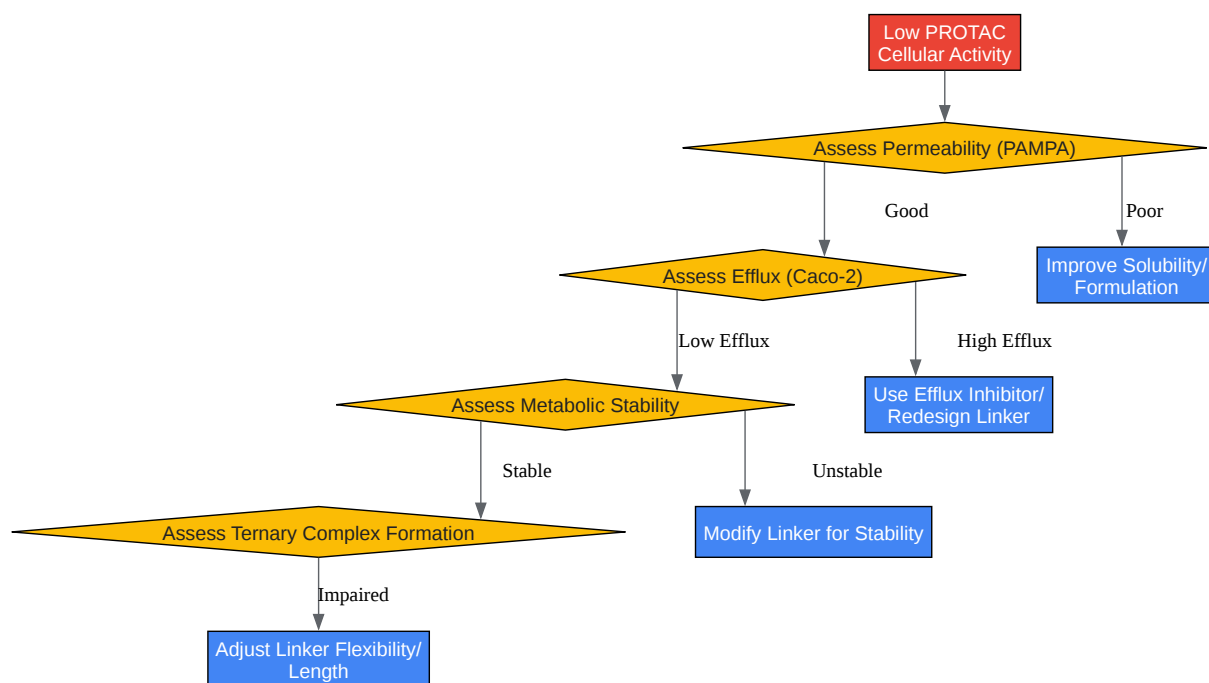 Low PROTAC
Cellular Activity
Assess Permeability (PAMPA)
Good
Poor
Assess Efflux (Caco-2)
Improve Solubility/
Formulation
Low Efflux
High Efflux
Assess Metabolic Stability
Use Efflux Inhibitor/
Redesign Linker
Stable
Unstable
Assess Ternary Complex Formation
Modify Linker for Stability
Impaired
Adjust Linker Flexibility/
Length